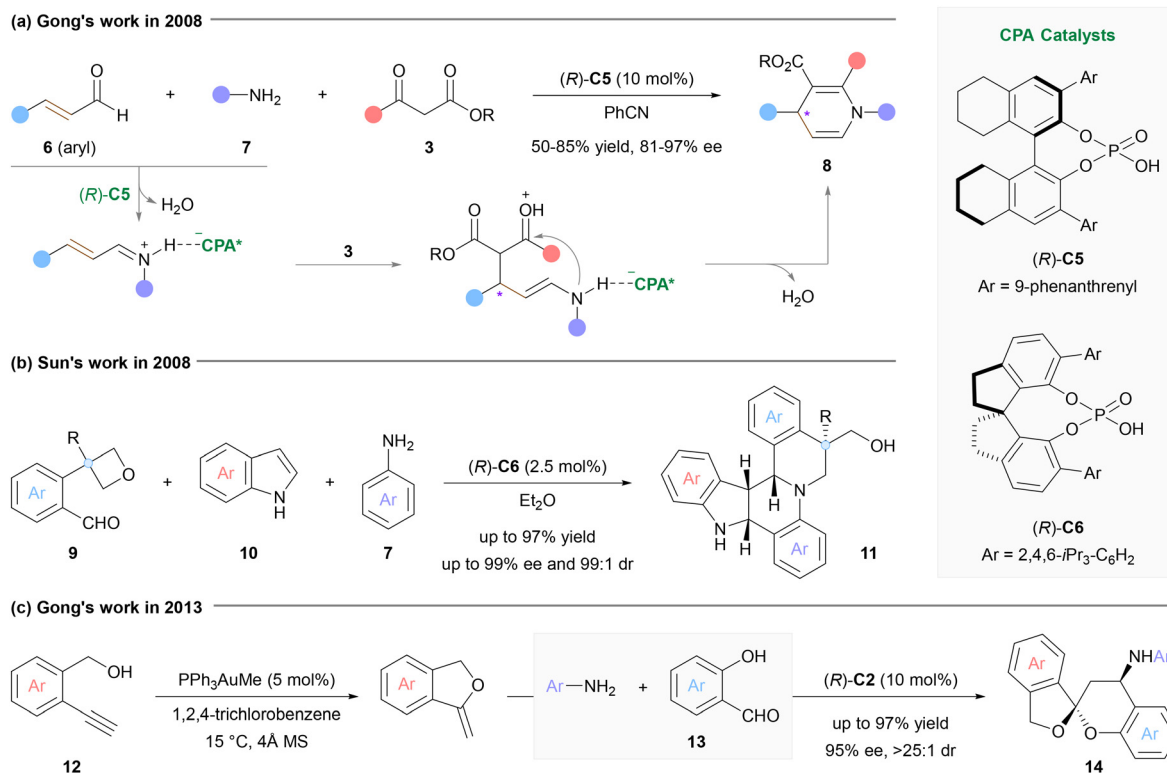 (a) Gong's work in 2008
O
H
6 (aryl)
+
NH2
7
+
O
O
OR
3
(R)-C5 (10 mol%)
PhCN
50-85% yield, 81-97% ee
RO2C
N
*
8
(R)-C5
H2O
+
N
H
−
CPA*
3
O
+
OH
RO
*
N
H
−
CPA*
H2O
(b) Sun's work in 2008
R
O
Ar
CHO
9
+
Ar
N
H
10
+
NH2
Ar
7
(R)-C6 (2.5 mol%)
Et2O
up to 97% yield
up to 99% ee and 99:1 dr
Ar
R
OH
Ar
H
H
N
N
H
H
Ar
11
(c) Gong's work in 2013
OH
Ar
12
PPh3AuMe (5 mol%)
1,2,4-trichlorobenzene
15 °C, 4Å MS
Ar
O
Ar
NH2
+
OH
Ar
CHO
13
(R)-C2 (10 mol%)
up to 97% yield
95% ee, >25:1 dr
Ar
NHAr
O
O
Ar
14
CPA Catalysts
Ar
O
O
P
O
OH
Ar
(R)-C5
Ar = 9-phenanthrenyl
Ar
O
O
P
O
OH
Ar
(R)-C6
Ar = 2,4,6-iPr3-C6H2